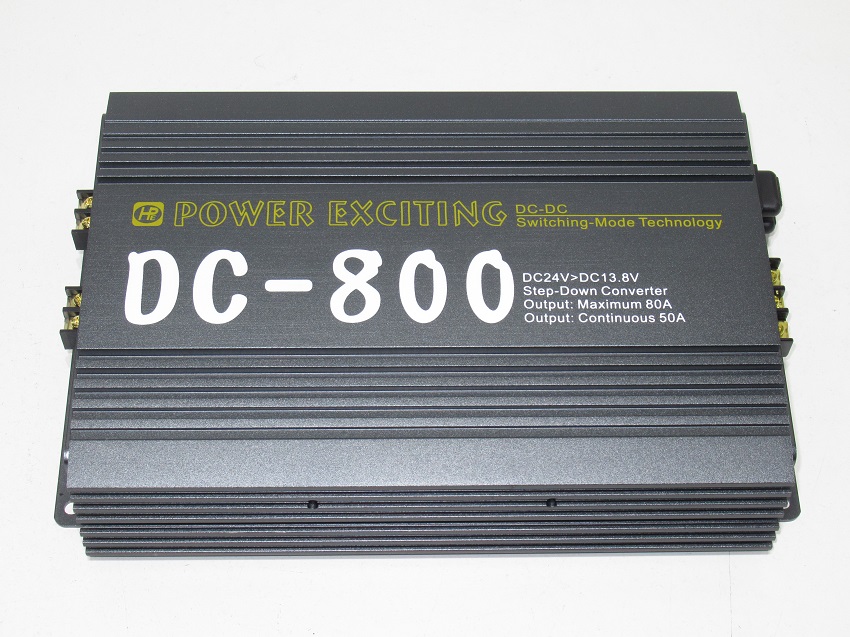 HPE POWER EXCITING DC-DC
Switching-Mode Technology
DC-800
DC24V>DC13.8V
Step-Down Converter
Output: Maximum 80A
Output: Continuous 50A